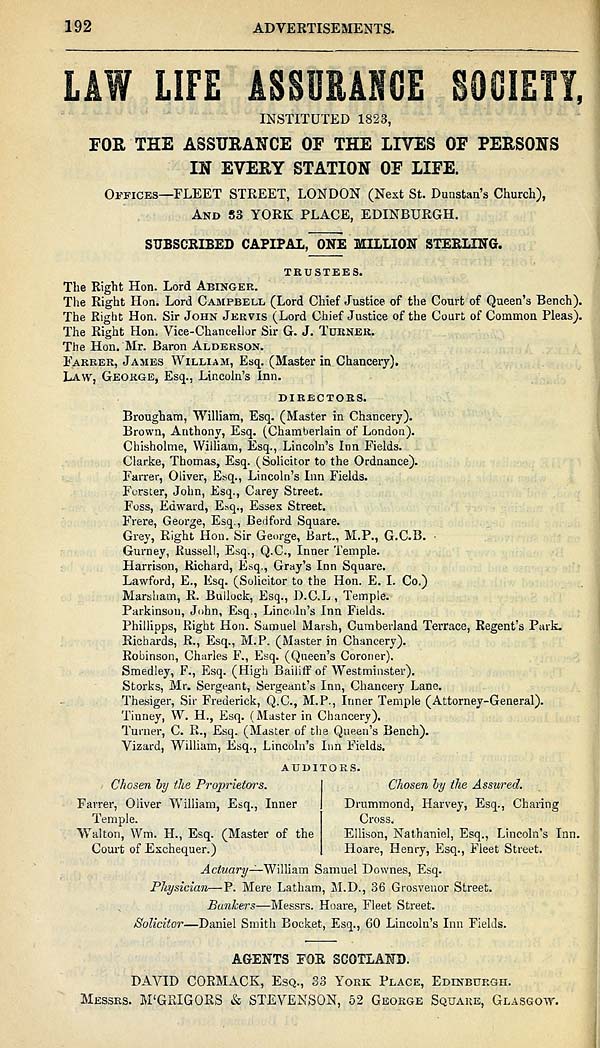 192
ADVERTISEMENTS.
LAW LIFE ASSURANCE SOCIETY,
INSTITUTED 1823,
FOR THE ASSURANCE OF THE LIVES OF PERSONS
IN EVERY STATION OF LIFE.
OFFICES—FLEET STREET, LONDON (Next St. Dunstan's Church),
AND 33 YORK PLACE, EDINBURGH.
SUBSCRIBED CAPIPAL, ONE MILLION STERLING.
TRUSTEES.
The Right Hon. Lord ABINGER.
The Right Hon. Lord CAMPBELL (Lord Chief Justice of the Court of Queen's Bench).
The Right Hon. Sir JOHN JERVIS (Lord Chief Justice of the Court of Common Pleas).
The Right Hon. Vice-Chancellor Sir G. J. TURNER.
The Hon. Mr. Baron ALDERSON.
FARRER, JAMES WILLIAM, Esq. (Master in Chancery).
LAW, GEORGE, Esq., Lincoln's Inn.
DIRECTORS.
Brougham, William, Esq. (Master in Chancery).
Brown, Anthony, Esq. (Chamberlain of London).
Chisholme, William, Esq., Lincoln's Inn Fields.
Clarke, Thomas, Esq. (Solicitor to the Ordnance).
Farrer, Oliver, Esq., Lincoln's Inn Fields.
Forster, John, Esq., Carey Street.
Foss, Edward, Esq., Essex Street.
Frere, George, Esq., Bedford Square.
Grey, Right Hon. Sir George, Bart., M.P., G.C.B.
Gurney, Russell, Esq., Q.C., Inner Temple.
Harrison, Richard, Esq., Gray's Inn Square.
Lawford, E., Esq. (Solicitor to the Hon. E. I. Co.)
Marsham, R. Bullock, Esq., D.C.L., Temple.
Parkinson, John, Esq., Lincoln's Inn Fields.
Phillipps, Right Hon. Samuel Marsh, Cumberland Terrace, Regent's Park.
Richards, R., Esq., M.P. (Master in Chancery).
Robinson, Charles F., Esq. (Queen's Coroner).
Smedley, F., Esq. (High Bailiff of Westminster).
Storks, Mr. Sergeant, Sergeant's Inn, Chancery Lane.
Thesiger, Sir Frederick, Q.C., M.P., Inner Temple (Attorney-General).
Tinney, W. H., Esq. (Master in Chancery).
Turner, C. R., Esq. (Master of the Queen's Bench).
Vizard, William, Esq., Lincoln's Inn Fields.
AUDITORS.
Chosen by the Proprietors.
Farrer, Oliver William, Esq., Inner
Temple.
Walton, Wm. H., Esq. (Master of the
Court of Exchequer.)
Chosen by the Assured.
Drummond, Harvey, Esq., Charing
Cross.
Ellison, Nathaniel, Esq., Lincoln's Inn.
Hoare, Henry, Esq., Fleet Street.
Actuary—William Samuel Downes, Esq.
Physician—P. Mere Latham, M.D., 36 Grosvenor Street.
Bankers—Messrs. Hoare, Fleet Street.
Solicitor—Daniel Smith Bocket, Esq., 60 Lincoln's Inn Fields.
AGENTS FOR SCOTLAND.
DAVID CORMACK, ESQ., 33 YORK PLACE, EDINBURGH.
MESSRS. M'GRIGORS & STEVENSON, 52 GEORGE SQUARE, GLASGOW.